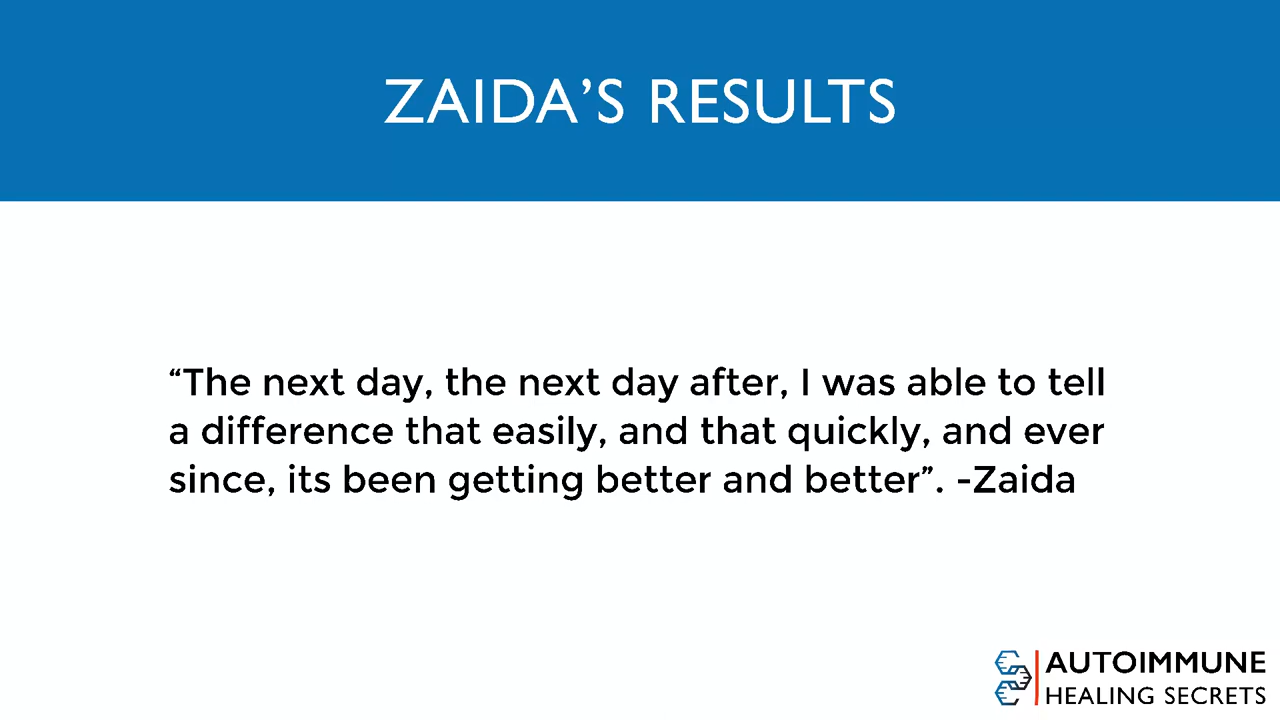 ZAIDA’S RESULTS
“The next day, the next day after, I was able to tell
a difference that easily, and that quickly, and ever
since, its been getting better and better”. -Zaida
AUTOIMMUNE
HEALING SECRETS